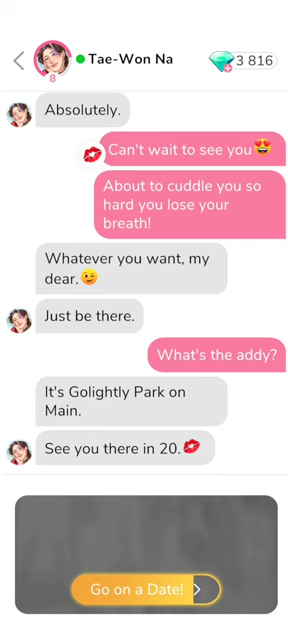 Tae-Won Na
3 816
8
Absolutely.
Can't wait to see you😍
About to cuddle you so
hard you lose your
breath!
Whatever you want, my
dear.😉
Just be there.
What's the addy?
It's Golightly Park on
Main.
See you there in 20.💋
Go on a Date!